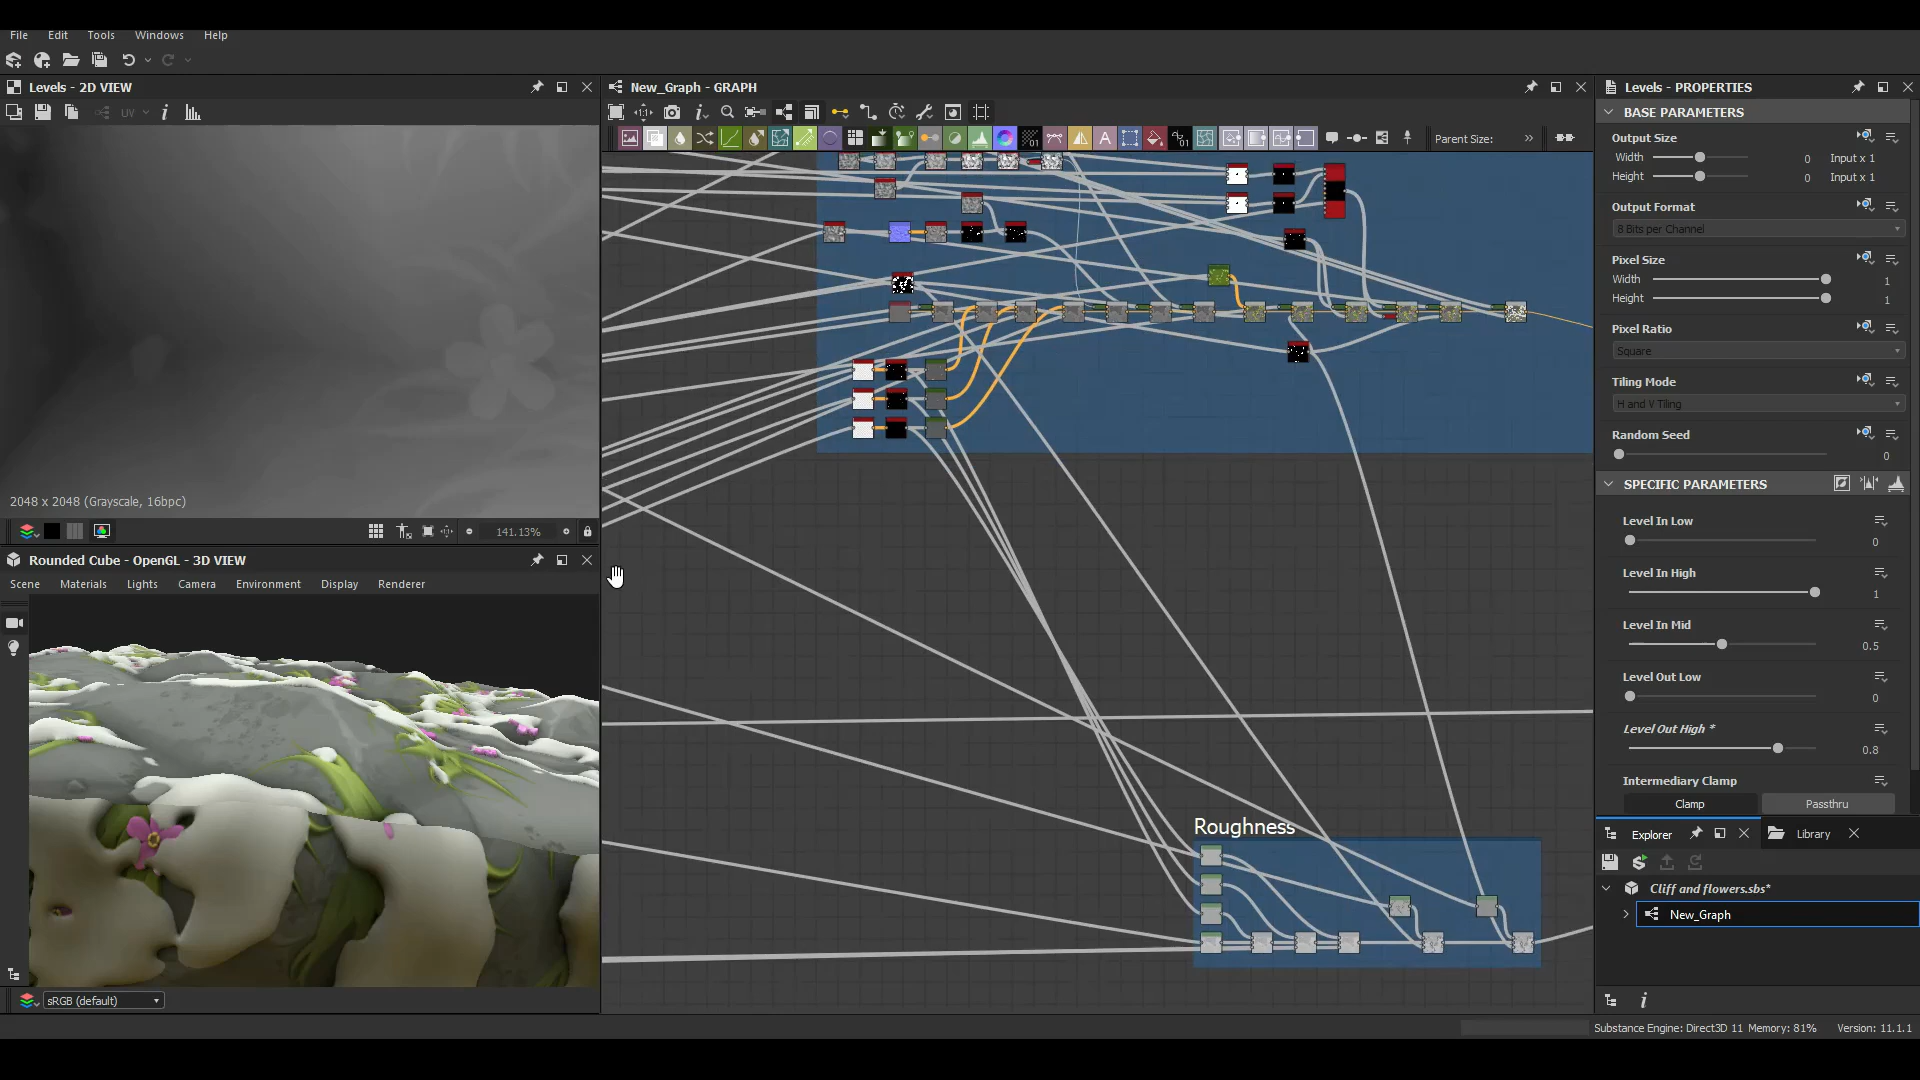 File Edit Tools Windows Help
Levels - 2D VIEW
UV
2048 x 2048 (Grayscale, 16bpc)
141.13%
Rounded Cube - OpenGL - 3D VIEW
Scene Materials Lights Camera Environment Display Renderer
sRGB (default)
New_Graph - GRAPH
Parent Size:
Roughness
Levels - PROPERTIES
BASE PARAMETERS
Output Size
Width 0 Input x 1
Height 0 Input x 1
Output Format
8 Bits per Channel
Pixel Size
Width 1
Height 1
Pixel Ratio
Square
Tiling Mode
H and V Tiling
Random Seed
0
SPECIFIC PARAMETERS
Level In Low
0
Level In High
1
Level In Mid
0.5
Level Out Low
0
Level Out High *
0.8
Intermediary Clamp
Clamp Passthru
Explorer Library
Cliff and flowers.sbs*
New_Graph
Substance Engine: Direct3D 11 Memory: 81% Version: 11.1.1